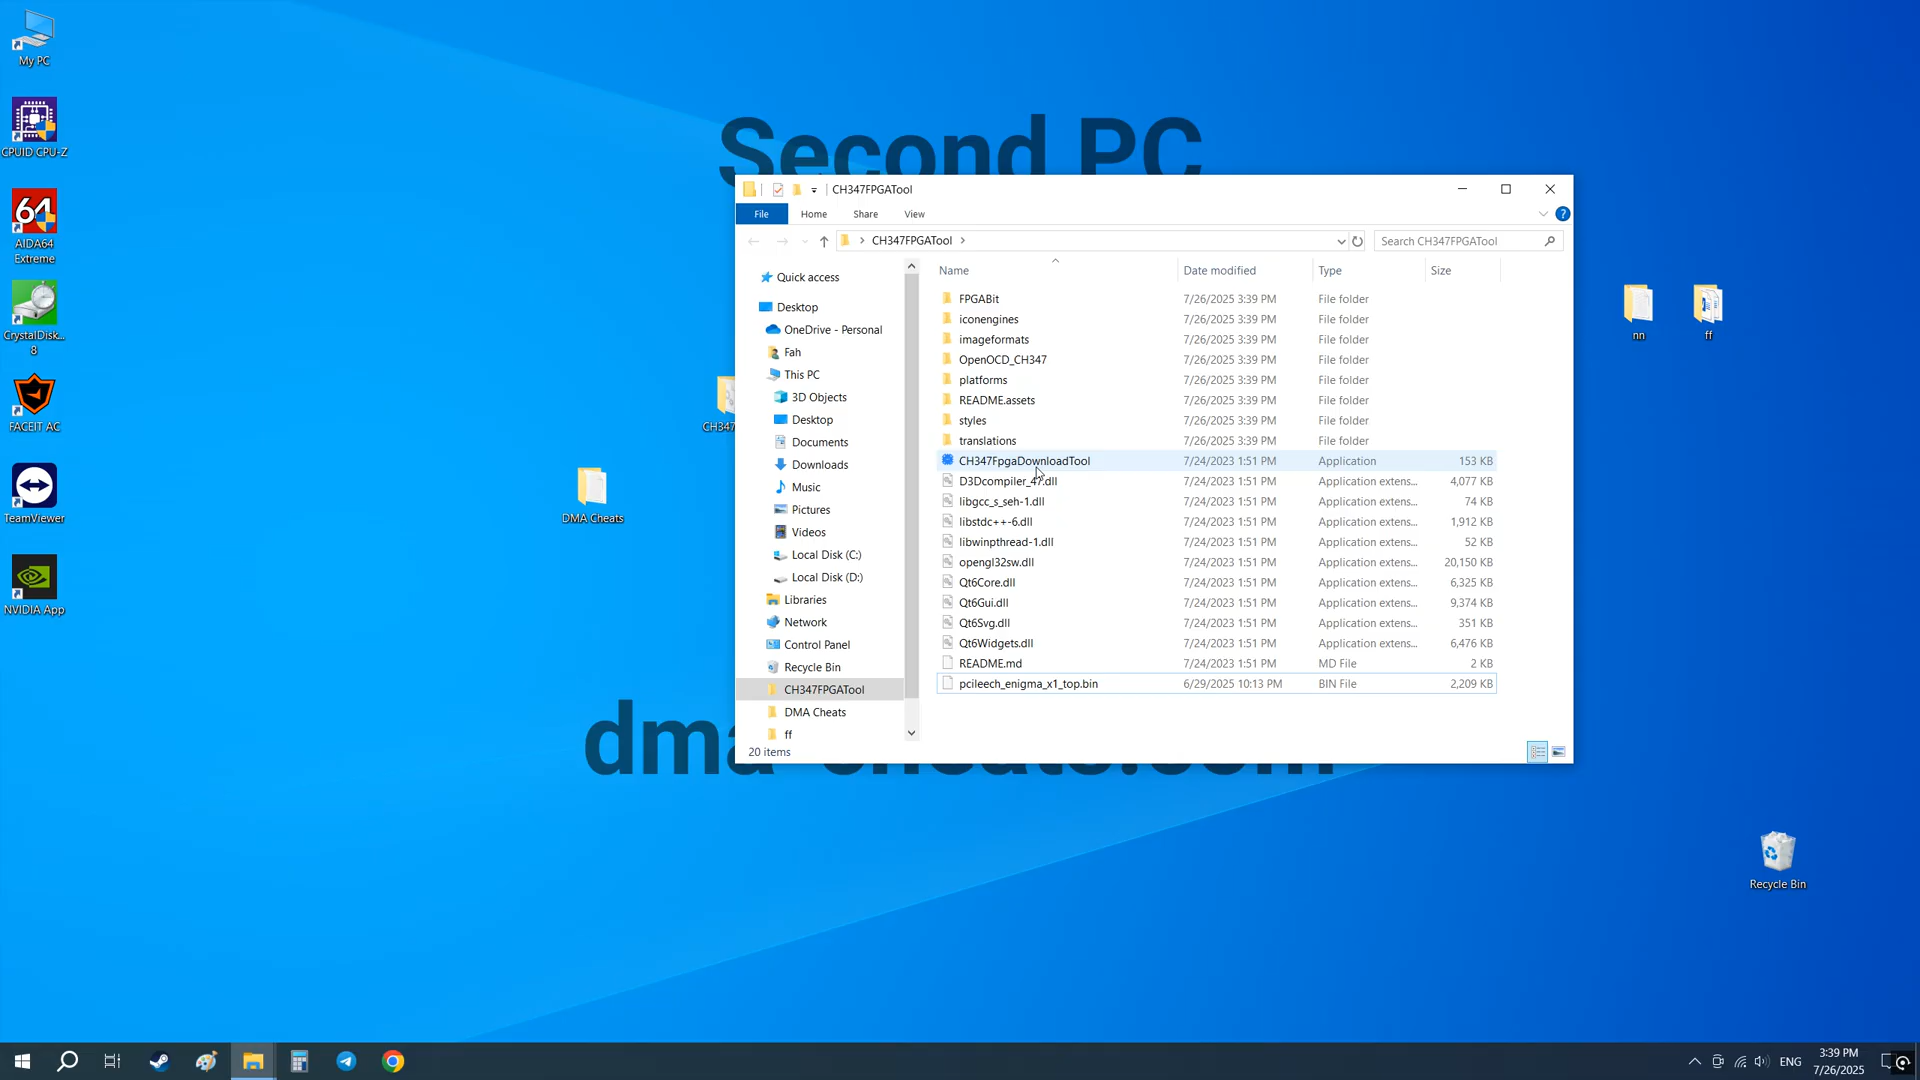 My PC
CPUID CPU-Z
64
AIDA64
Extreme
CrystalDisk...
8
FACEIT AC
TeamViewer
NVIDIA App
Second PC
CH347
DMA Cheats
CH347FPGATool
File
Home
Share
View
CH347FPGATool
Search CH347FPGATool
Quick access
Desktop
OneDrive - Personal
Fah
This PC
3D Objects
Desktop
Documents
Downloads
Music
Pictures
Videos
Local Disk (C:)
Local Disk (D:)
Libraries
Network
Control Panel
Recycle Bin
CH347FPGATool
DMA Cheats
ff
Name Date modified Type Size
FPGABit 7/26/2025 3:39 PM File folder
iconengines 7/26/2025 3:39 PM File folder
imageformats 7/26/2025 3:39 PM File folder
OpenOCD_CH347 7/26/2025 3:39 PM File folder
platforms 7/26/2025 3:39 PM File folder
README.assets 7/26/2025 3:39 PM File folder
styles 7/26/2025 3:39 PM File folder
translations 7/26/2025 3:39 PM File folder
CH347FpgaDownloadTool 7/24/2023 1:51 PM Application 153 KB
D3Dcompiler_47.dll 7/24/2023 1:51 PM Application extens... 4,077 KB
libgcc_s_seh-1.dll 7/24/2023 1:51 PM Application extens... 74 KB
libstdc++-6.dll 7/24/2023 1:51 PM Application extens... 1,912 KB
libwinpthread-1.dll 7/24/2023 1:51 PM Application extens... 52 KB
opengl32sw.dll 7/24/2023 1:51 PM Application extens... 20,150 KB
Qt6Core.dll 7/24/2023 1:51 PM Application extens... 6,325 KB
Qt6Gui.dll 7/24/2023 1:51 PM Application extens... 9,374 KB
Qt6Svg.dll 7/24/2023 1:51 PM Application extens... 351 KB
Qt6Widgets.dll 7/24/2023 1:51 PM Application extens... 6,476 KB
README.md 7/24/2023 1:51 PM MD File 2 KB
pcileech_enigma_x1_top.bin 6/29/2025 10:13 PM BIN File 2,209 KB
20 items
dma-cheats.com
nn
ff
Recycle Bin
ENG
3:39 PM
7/26/2025